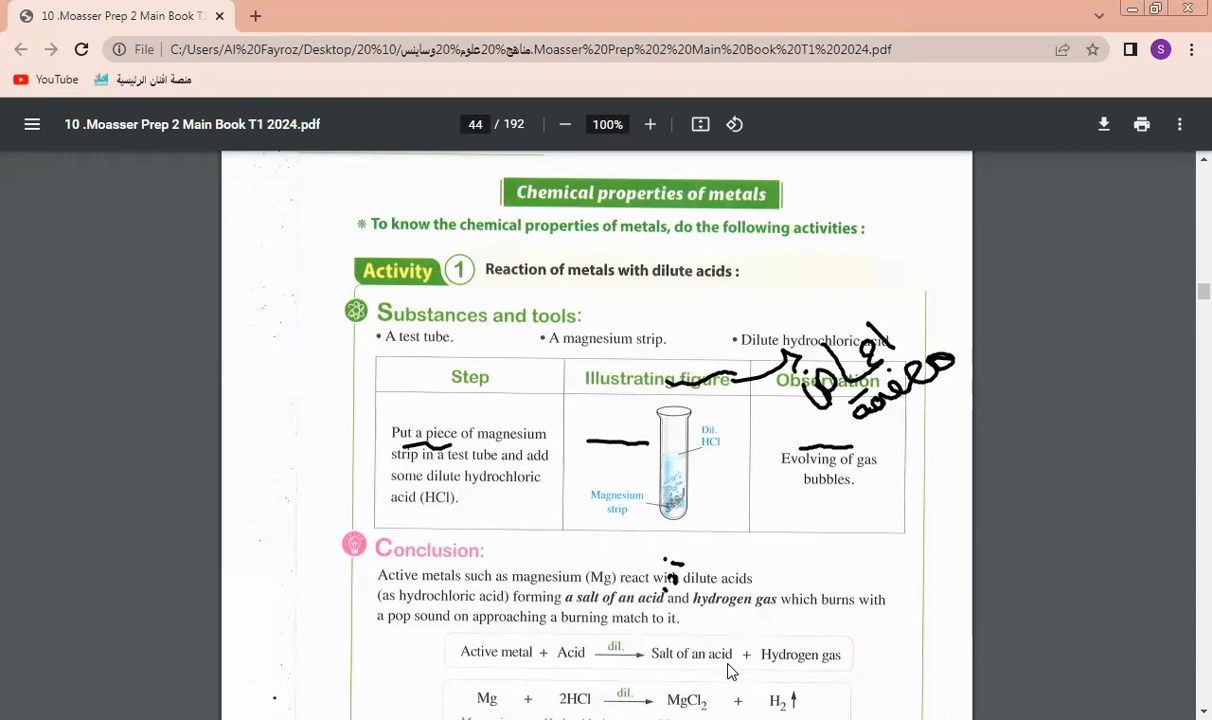 10 .Moasser Prep 2 Main Book T1
File
C:/Users/Al%20Fayroz/Desktop/20%10/مناهج%20علوم%20وساينس.Moasser%20Prep%202%20Main%20Book%20T1%202024.pdf
S
YouTube
منصة اقتان الرئيسية
10 .Moasser Prep 2 Main Book T1 2024.pdf
44 / 192
100%
Chemical properties of metals
To know the chemical properties of metals, do the following activities :
Activity 1 Reaction of metals with dilute acids :
Substances and tools:
• A test tube. • A magnesium strip. • Dilute hydrochloric acid.
Step Illustrating figure Observation
Put a piece of magnesium
strip in a test tube and add
some dilute hydrochloric
acid (HCl).
Dil.
HCl
Magnesium
strip
Evolving of gas
bubbles.
Conclusion:
Active metals such as magnesium (Mg) react with dilute acids
(as hydrochloric acid) forming a salt of an acid and hydrogen gas which burns with
a pop sound on approaching a burning match to it.
Active metal + Acid dil. Salt of an acid + Hydrogen gas
Mg + 2HCl dil. MgCl2 + H2